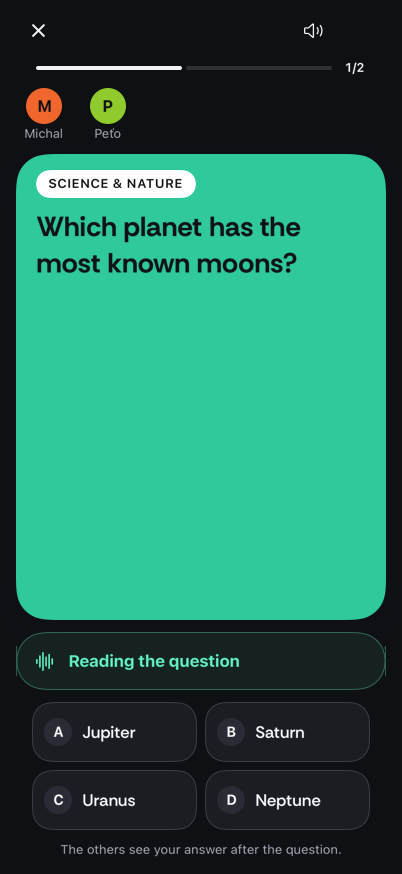 1/2
M
P
Michal
Peťo
SCIENCE & NATURE
Which planet has the
most known moons?
Reading the question
A Jupiter
B Saturn
C Uranus
D Neptune
The others see your answer after the question.